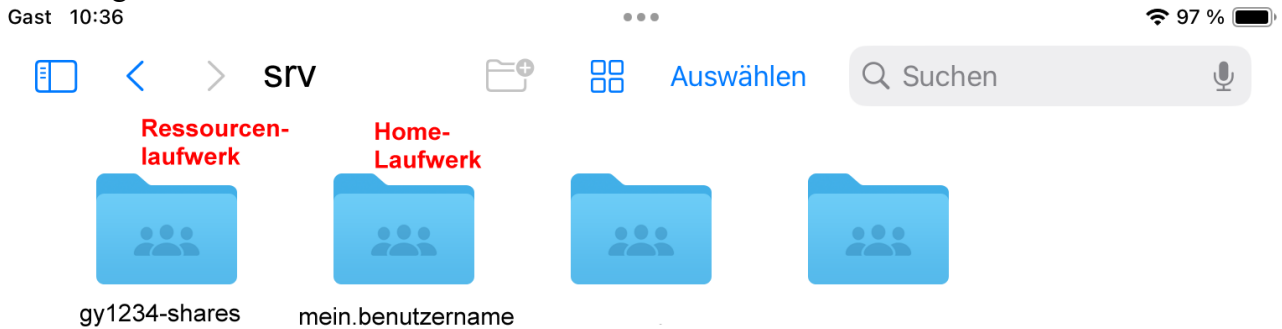 Gast 10:36 97 %
srv Auswählen Suchen
Ressourcen- Home-
laufwerk Laufwerk
gy1234-shares mein.benutzername